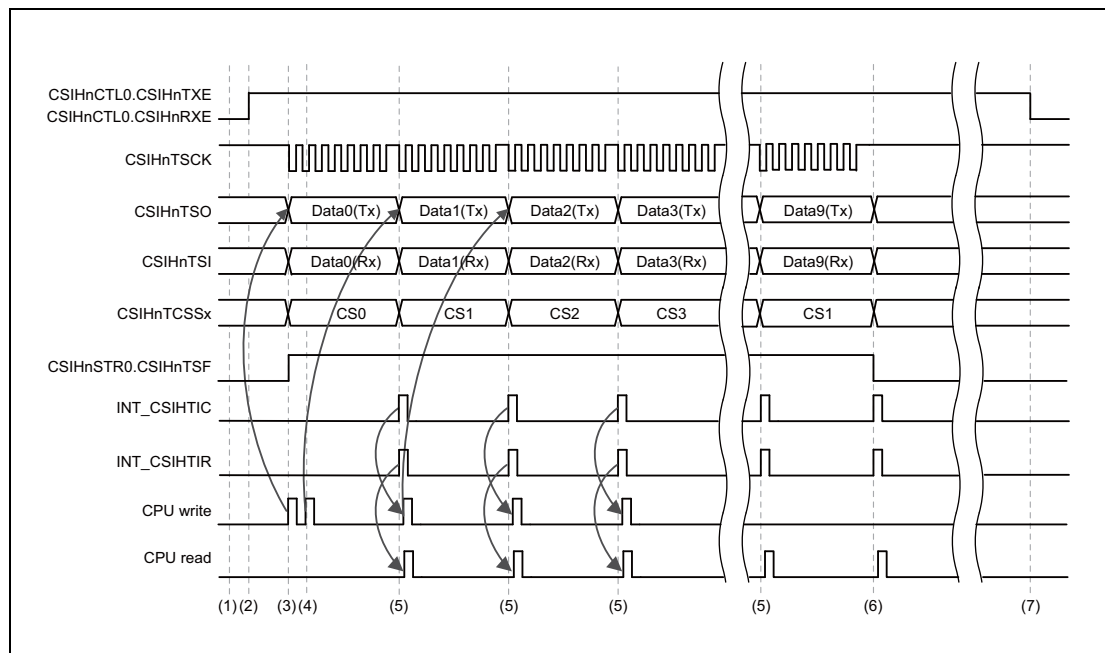 CSIHnCTL0.CSIHnTXE
CSIHnCTL0.CSIHnRXE
CSIHnTSCK
CSIHnTSO Data0(Tx) Data1(Tx) Data2(Tx) Data3(Tx) Data9(Tx)
CSIHnTSI Data0(Rx) Data1(Rx) Data2(Rx) Data3(Rx) Data9(Rx)
CSIHnTCSSx CS0 CS1 CS2 CS3 CS1
CSIHnSTR0.CSIHnTSF
INT_CSIHTIC
INT_CSIHTIR
CPU write
CPU read
(1) (2) (3) (4) (5) (5) (5) (5) (6) (7)